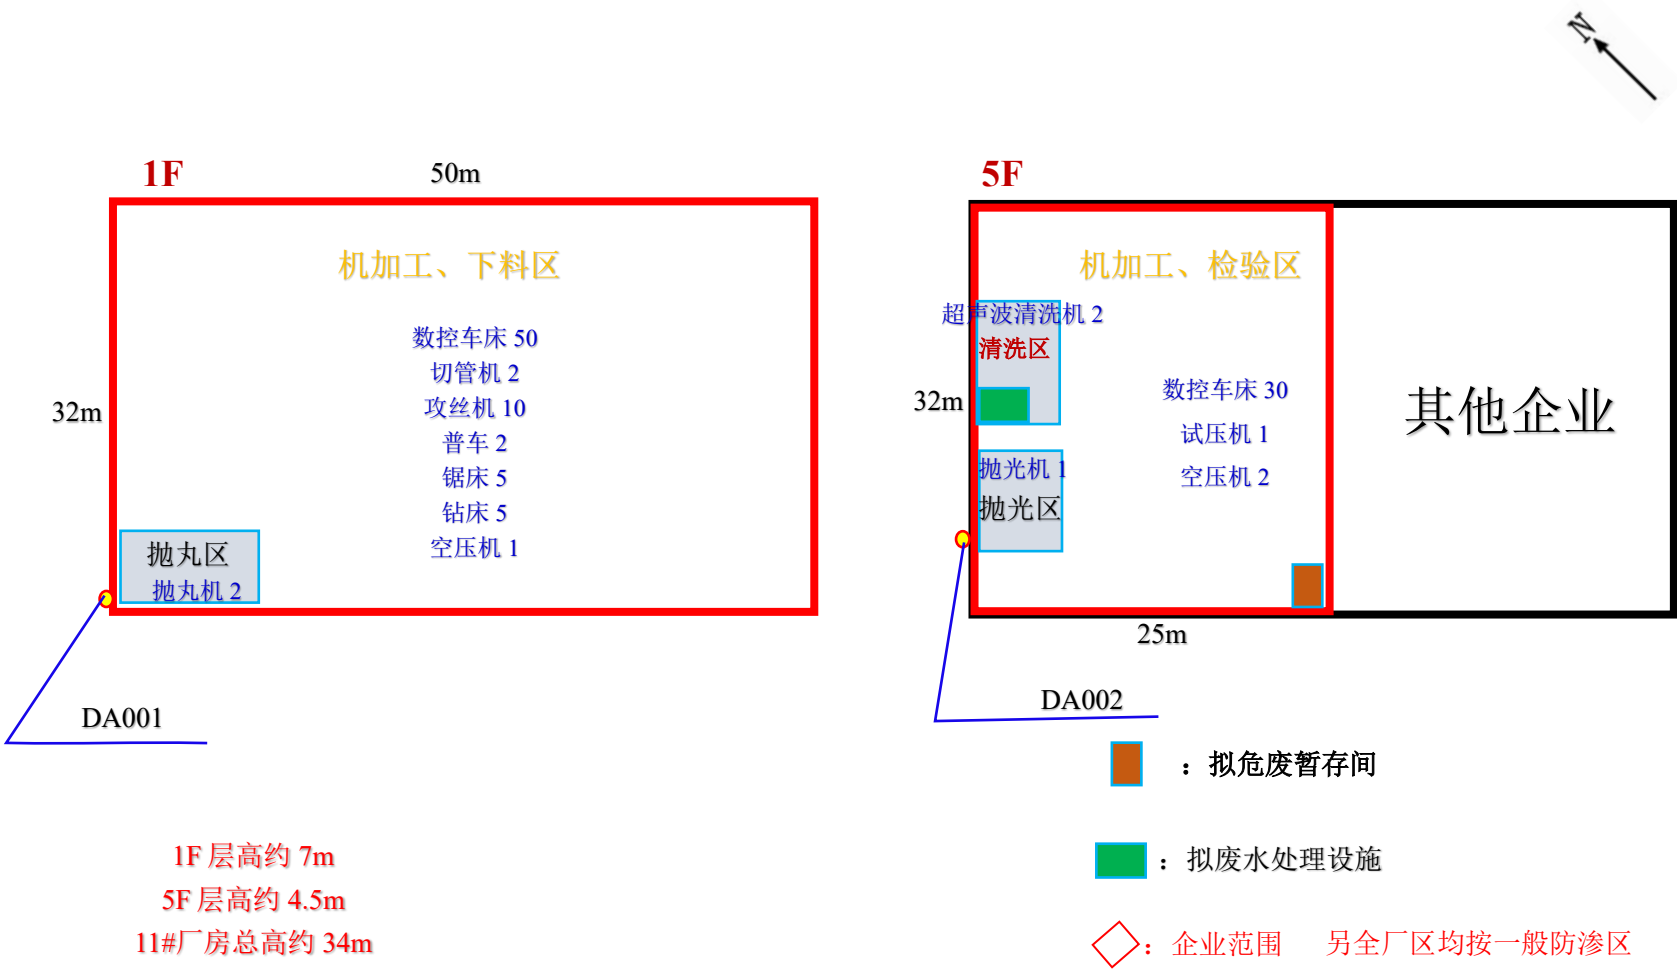 N
1F
50m
机加工、下料区
数控车床 50
切管机 2
攻丝机 10
普车 2
锯床 5
钻床 5
空压机 1
32m
抛丸区
抛丸机 2
DA001
1F 层高约 7m
5F 层高约 4.5m
11#厂房总高约 34m
5F
机加工、检验区
超声波清洗机 2
清洗区
32m
数控车床 30
试压机 1
空压机 2
抛光机 1
抛光区
其他企业
25m
DA002
：拟危废暂存间
：拟废水处理设施
：企业范围 另全厂区均按一般防渗区